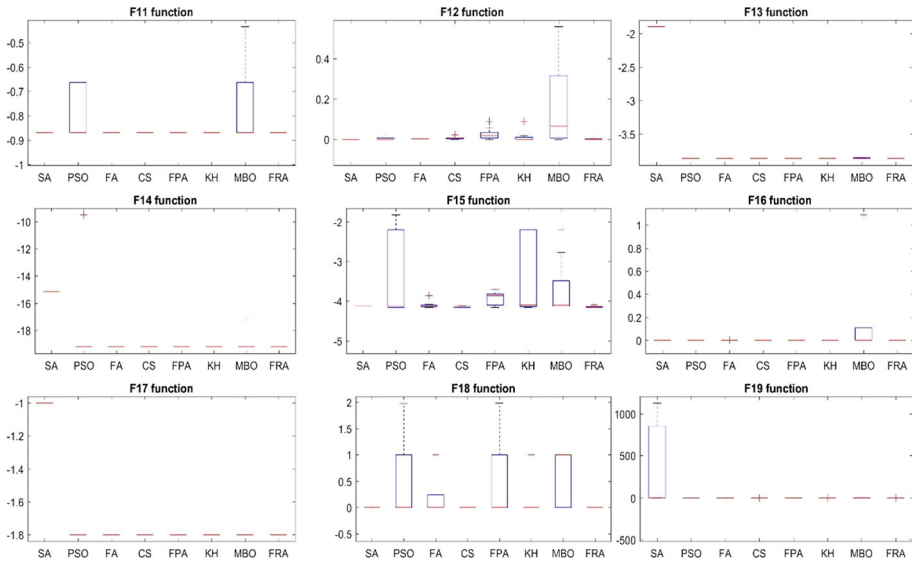 F11 function
F12 function
F13 function
-0.5
-0.6
-0.7
-0.8
-0.9
-1
0.4
0.2
0
-2
-2.5
-3
-3.5
SA PSO FA CS FPA KH MBO FRA
SA PSO FA CS FPA KH MBO FRA
SA PSO FA CS FPA KH MBO FRA
F14 function
F15 function
F16 function
-10
-12
-14
-16
-18
-2
-3
-4
-5
1
0.8
0.6
0.4
0.2
0
SA PSO FA CS FPA KH MBO FRA
SA PSO FA CS FPA KH MBO FRA
SA PSO FA CS FPA KH MBO FRA
F17 function
F18 function
F19 function
-1
-1.2
-1.4
-1.6
-1.8
2
1.5
1
0.5
0
-0.5
1000
500
0
-500
SA PSO FA CS FPA KH MBO FRA
SA PSO FA CS FPA KH MBO FRA
SA PSO FA CS FPA KH MBO FRA